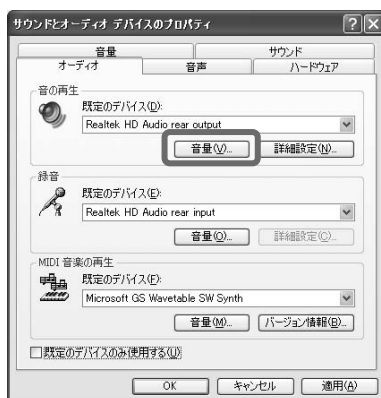 サウンドとオーディオ デバイスのプロパティ
音量 サウンド
オーディオ 音声 ハードウェア
音の再生
既定のデバイス(D):
Realtek HD Audio rear output
音量(V)... 詳細設定(N)...
録音
既定のデバイス(E):
Realtek HD Audio rear input
音量(O)... 詳細設定(C)...
MIDI 音楽の再生
既定のデバイス(F):
Microsoft GS Wavetable SW Synth
音量(M)... バージョン情報(B)...
既定のデバイスのみ使用する(U)
OK キャンセル 適用(A)